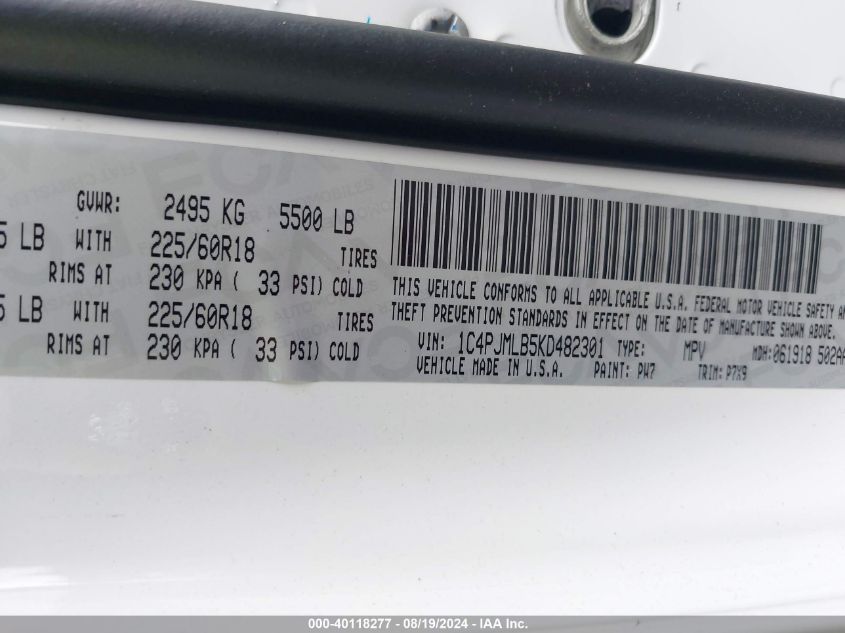 GVWR: 2495 KG 5500 LB
5 LB WITH 225/60R18 TIRES
RIMS AT 230 KPA ( 33 PSI) COLD
5 LB WITH 225/60R18 TIRES
RIMS AT 230 KPA ( 33 PSI) COLD
THIS VEHICLE CONFORMS TO ALL APPLICABLE U.S.A. FEDERAL MOTOR VEHICLE SAFETY AN
THEFT PREVENTION STANDARDS IN EFFECT ON THE DATE OF MANUFACTURE SHOWN ABOVE.
VIN: 1C4PJMLB5KD482301 TYPE: MPV MDH:061918 502AA
VEHICLE MADE IN U.S.A. PAINT: PW7 TRIM: P7X9
000-40118277 - 08/19/2024 - IAA Inc.